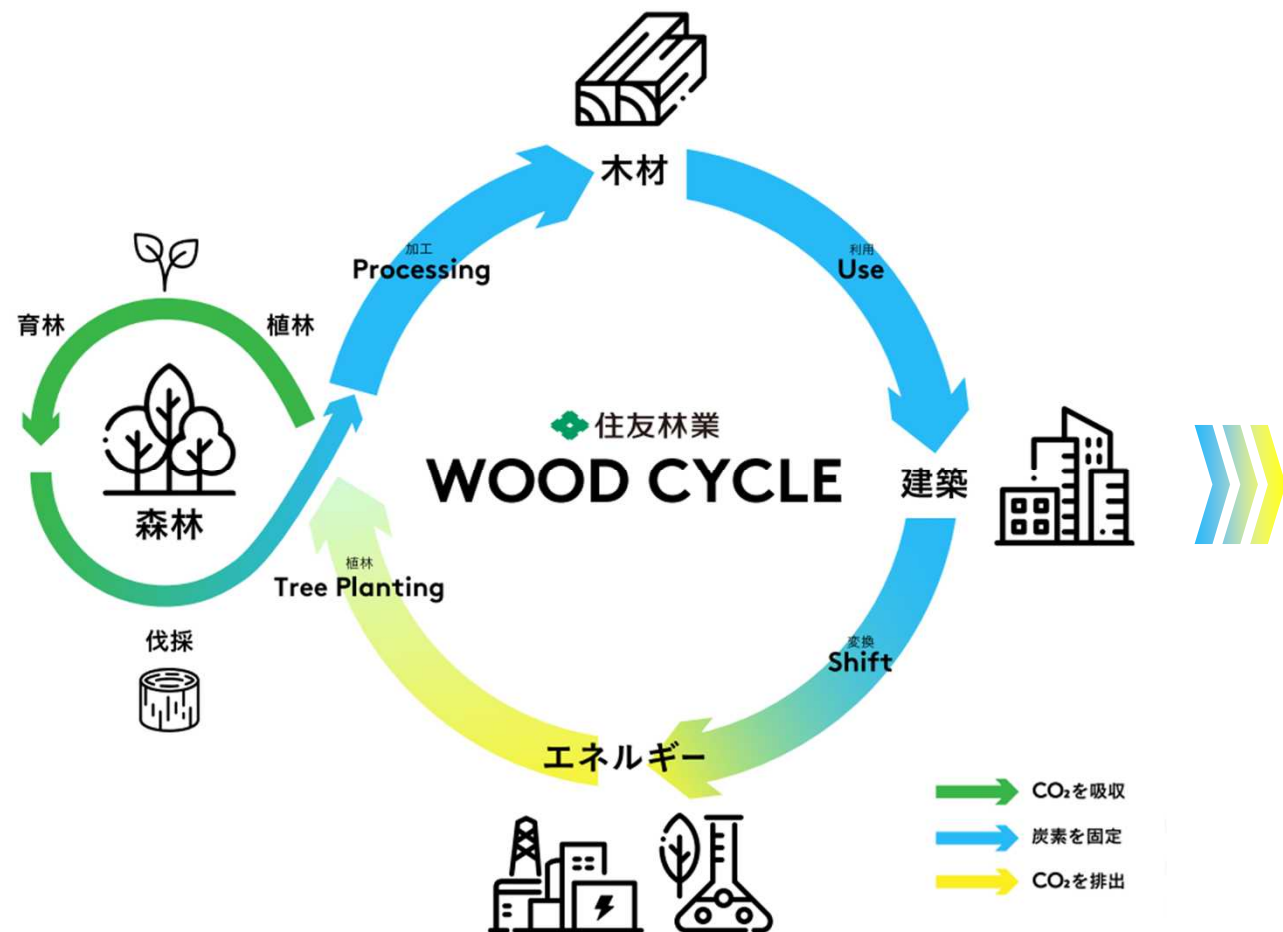 木材
加工
Processing
利用
Use
育林
植林
森林
伐採
住友林業
WOOD CYCLE
建築
植林
Tree Planting
変換
Shift
エネルギー
CO₂を吸収
炭素を固定
CO₂を排出